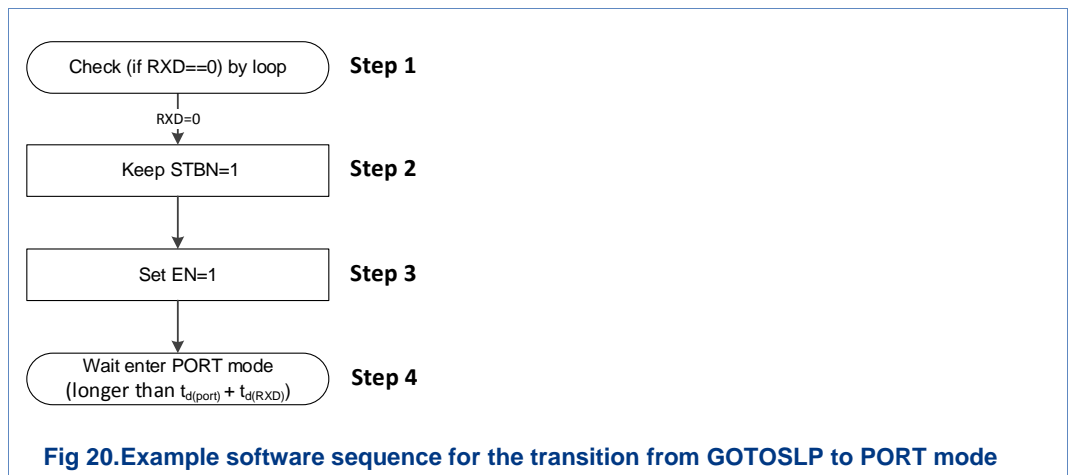 Check (if RXD==0) by loop
Step 1
RXD=0
Keep STBN=1
Step 2
Set EN=1
Step 3
Wait enter PORT mode
(longer than td(port) + td(RXD))
Step 4
Fig 20.Example software sequence for the transition from GOTOSLP to PORT mode